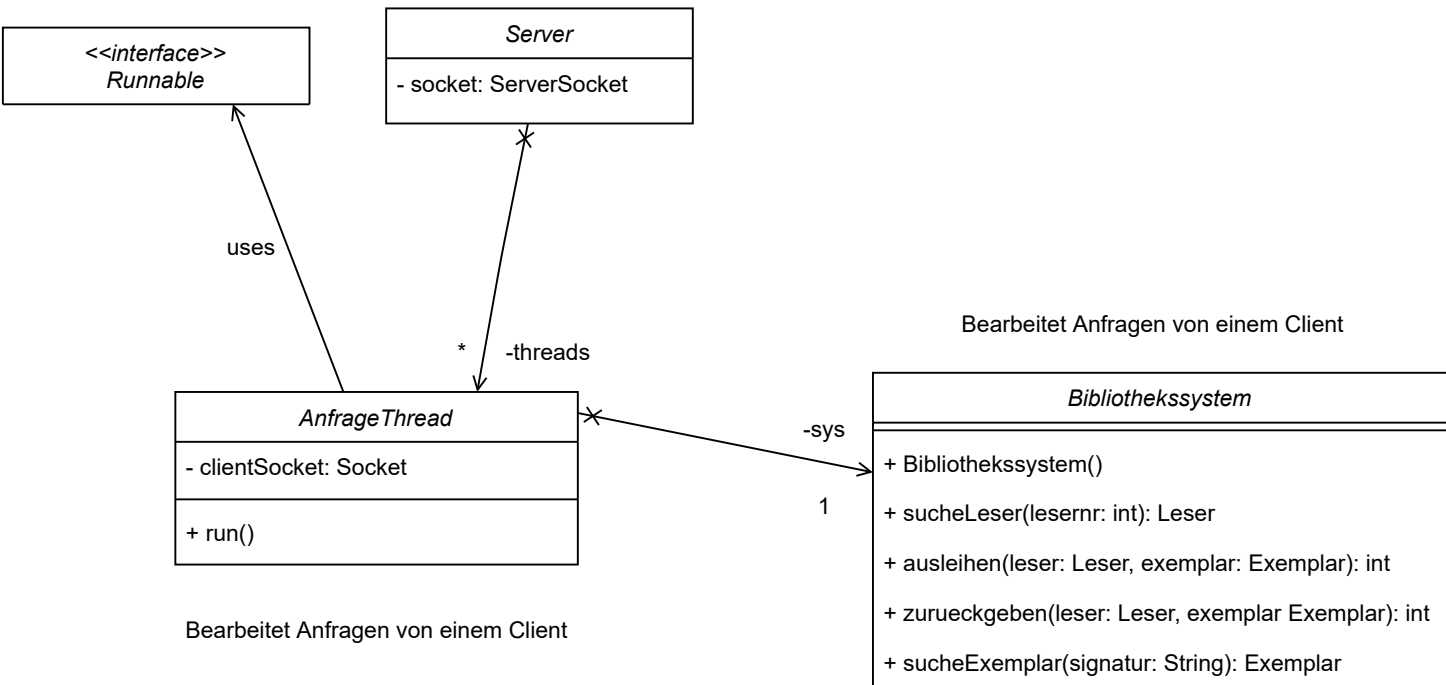 <<interface>>
Runnable
Server
- socket: ServerSocket
uses
* -threads
AnfrageThread
- clientSocket: Socket
+ run()
Bearbeitet Anfragen von einem Client
-sys
1
Bearbeitet Anfragen von einem Client
Bibliothekssystem
+ Bibliothekssystem()
+ sucheLeser(lesernr: int): Leser
+ ausleihen(leser: Leser, exemplar: Exemplar): int
+ zurueckgeben(leser: Leser, exemplar Exemplar): int
+ sucheExemplar(signatur: String): Exemplar